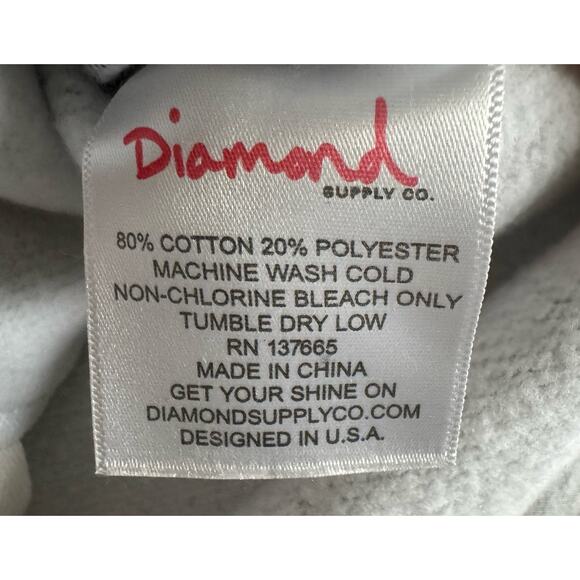 Diamond
SUPPLY CO.
80% COTTON 20% POLYESTER
MACHINE WASH COLD
NON-CHLORINE BLEACH ONLY
TUMBLE DRY LOW
RN 137665
MADE IN CHINA
GET YOUR SHINE ON
DIAMONDSUPPLYCO.COM
DESIGNED IN U.S.A.